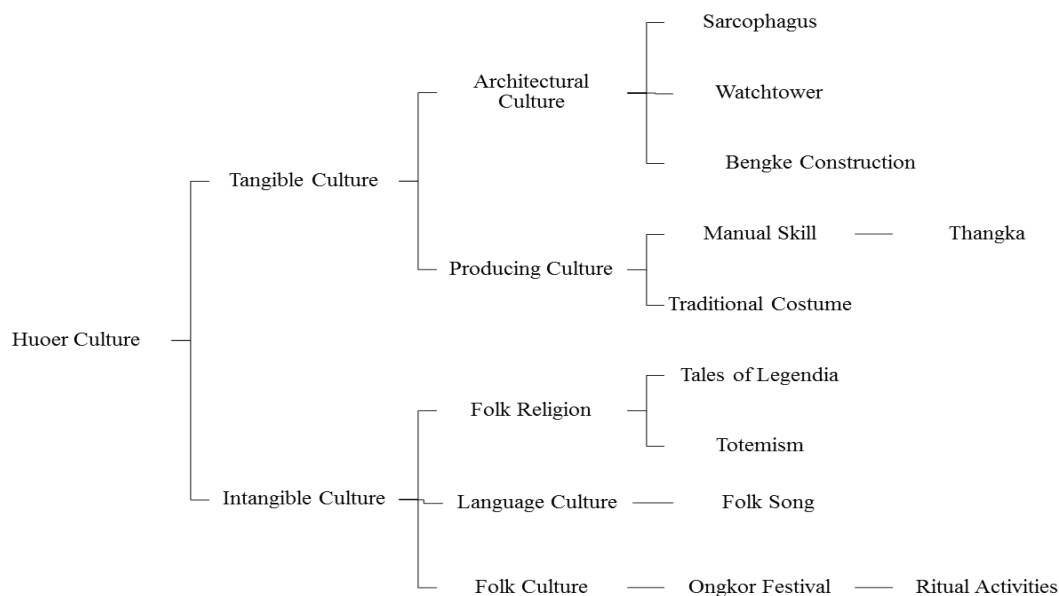 Sarcophagus
Architectural
Culture
Watchtower
Bengke Construction
Tangible Culture
Manual Skill
Thangka
Producing Culture
Traditional Costume
Huoer Culture
Tales of Legendia
Folk Religion
Totemism
Intangible Culture
Language Culture
Folk Song
Folk Culture
Ongkor Festival
Ritual Activities